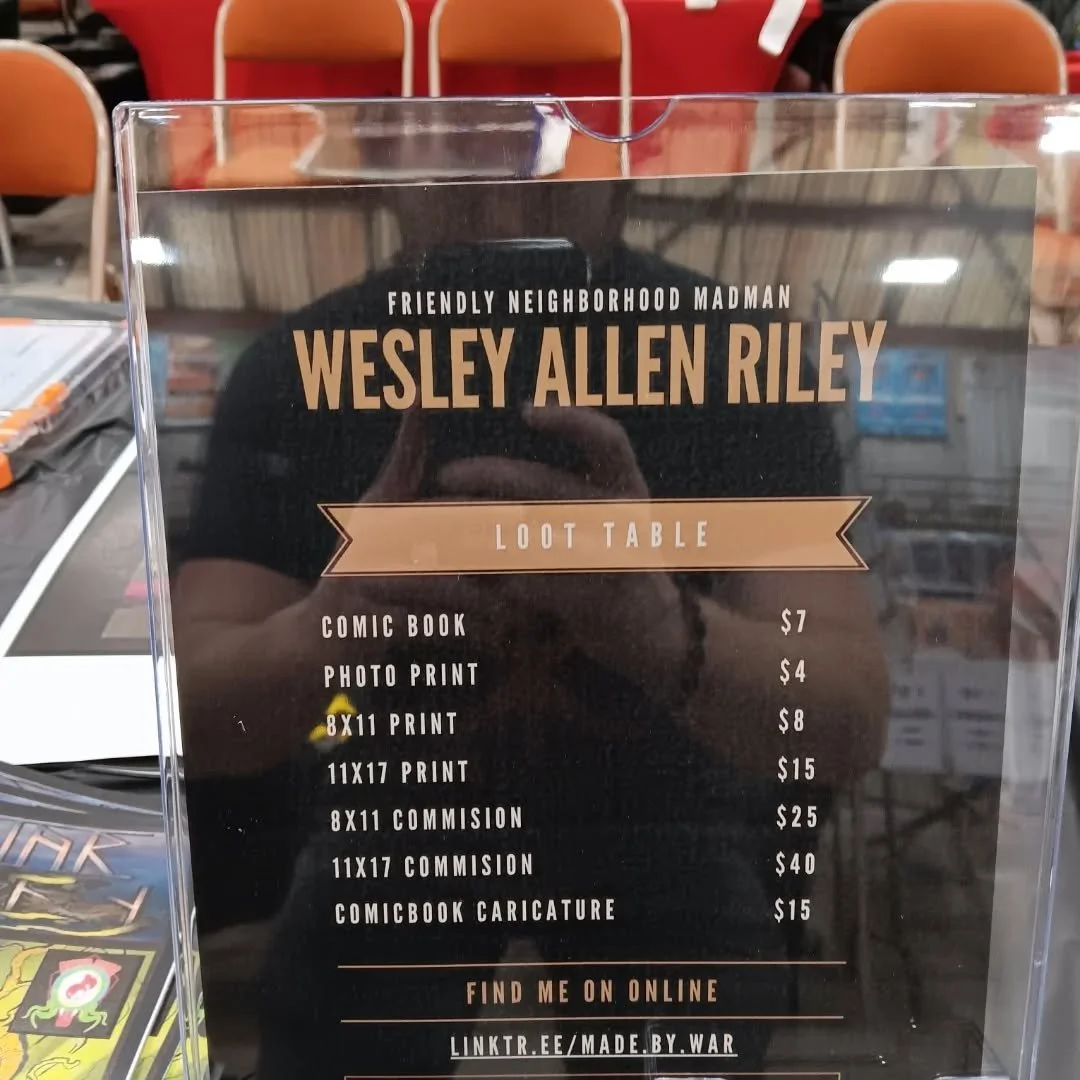 FRIENDLY NEIGHBORHOOD MADMAN
WESLEY ALLEN RILEY
LOOT TABLE
COMIC BOOK $7
PHOTO PRINT $4
8X11 PRINT $8
11X17 PRINT $15
8X11 COMMISION $25
11X17 COMMISION $40
COMICBOOK CARICATURE $15
FIND ME ON ONLINE
LINKTR.EE/MADE.BY.WAR